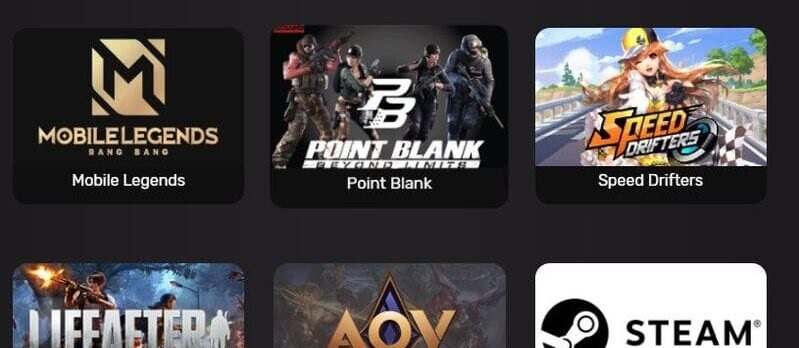 MOBILE LEGENDS
BANG BANG
Mobile Legends
PB
POINT BLANK
BEYOND LIMITS
Point Blank
SPEED
DRIFTERS
Speed Drifters
LIFEAFTER
AOV
STEAM®